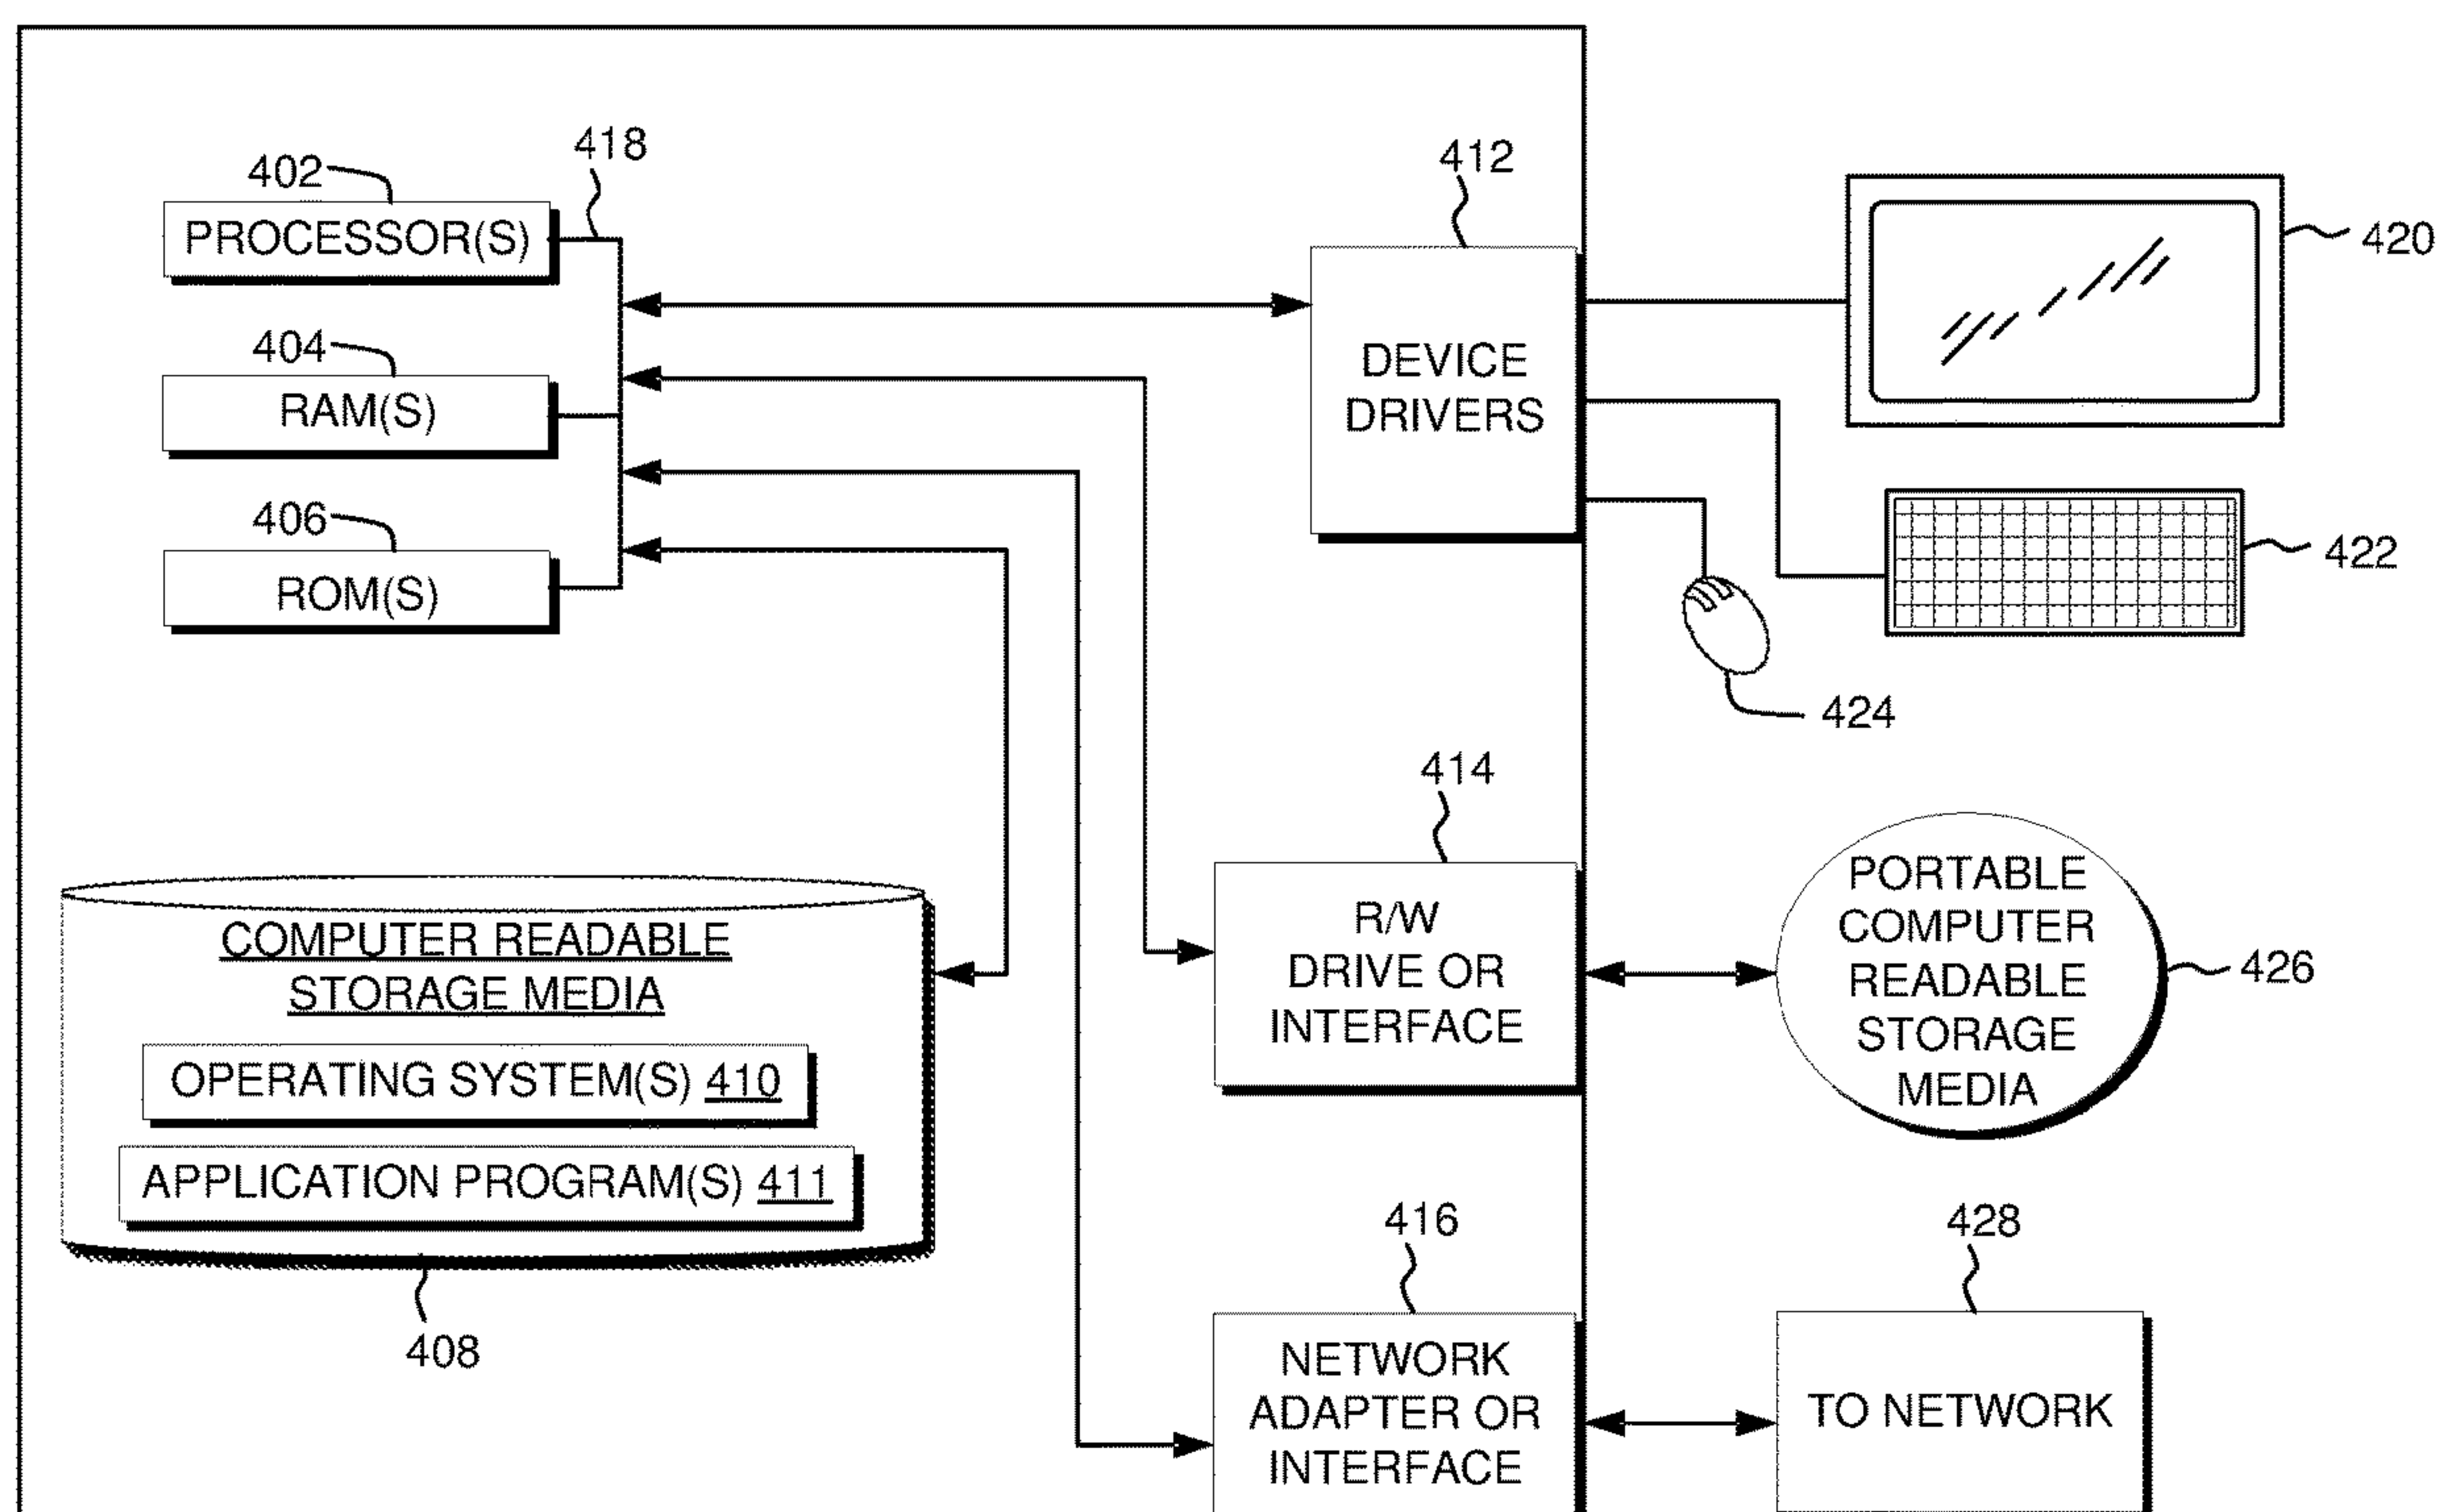 418
402
PROCESSOR(S)
404
RAM(S)
406
ROM(S)
412
DEVICE
DRIVERS
420
422
424
414
R/W
DRIVE OR
INTERFACE
PORTABLE
COMPUTER
READABLE
STORAGE
MEDIA
426
COMPUTER READABLE
STORAGE MEDIA
OPERATING SYSTEM(S) 410
APPLICATION PROGRAM(S) 411
408
416
NETWORK
ADAPTER OR
INTERFACE
428
TO NETWORK